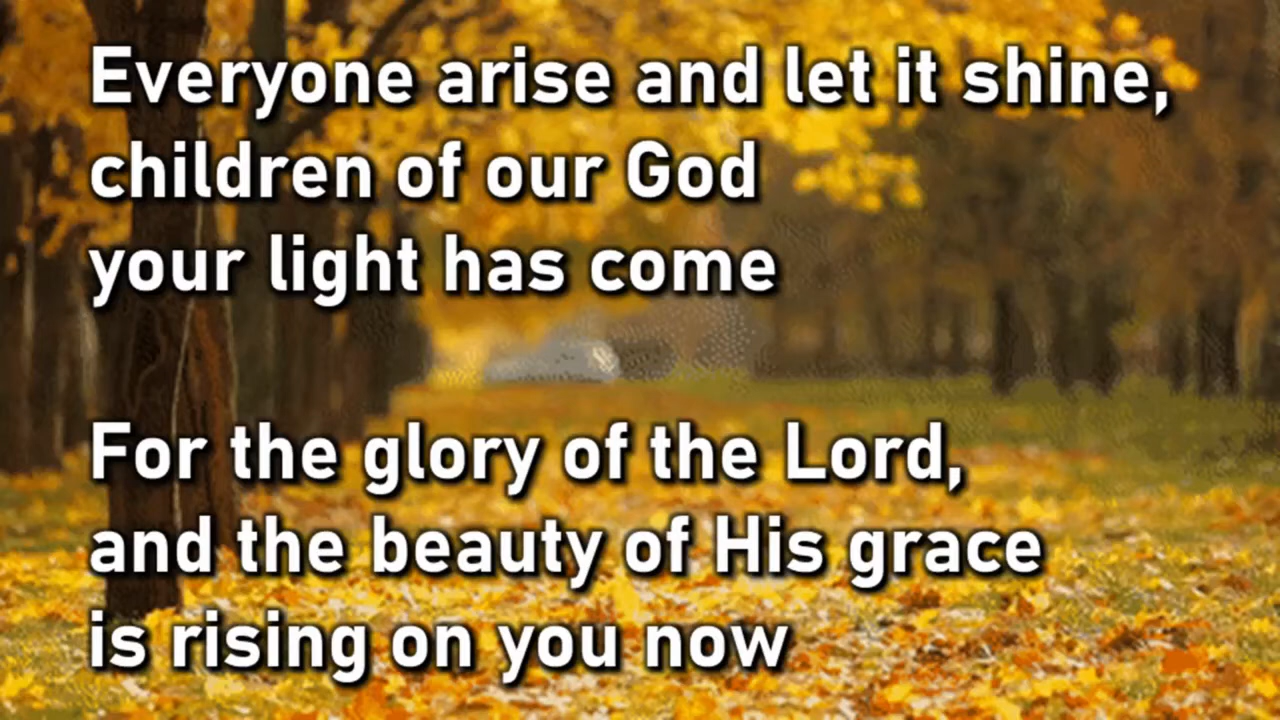 Everyone arise and let it shine,
children of our God
your light has come
For the glory of the Lord,
and the beauty of His grace
is rising on you now